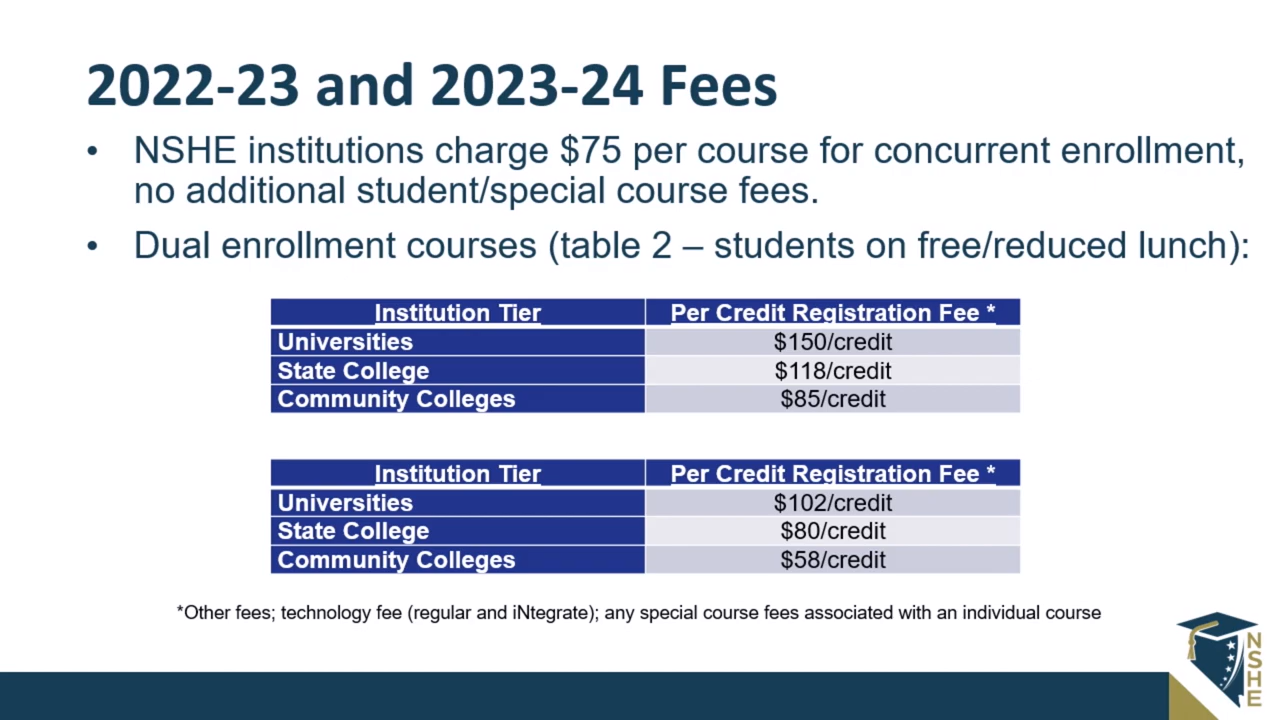 2022-23 and 2023-24 Fees
• NSHE institutions charge $75 per course for concurrent enrollment,
no additional student/special course fees.
• Dual enrollment courses (table 2 – students on free/reduced lunch):
Institution Tier Per Credit Registration Fee *
Universities $150/credit
State College $118/credit
Community Colleges $85/credit
Institution Tier Per Credit Registration Fee *
Universities $102/credit
State College $80/credit
Community Colleges $58/credit
*Other fees; technology fee (regular and iNtegrate); any special course fees associated with an individual course
NSHE